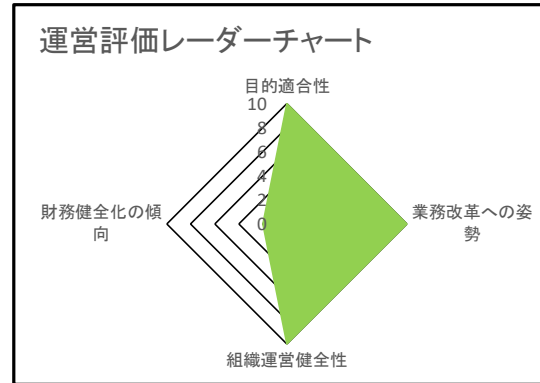 運営評価レーダーチャート
目的適合性
10
8
6
4
2
0
財務健全化の傾
向
業務改革への姿
勢
組織運営健全性